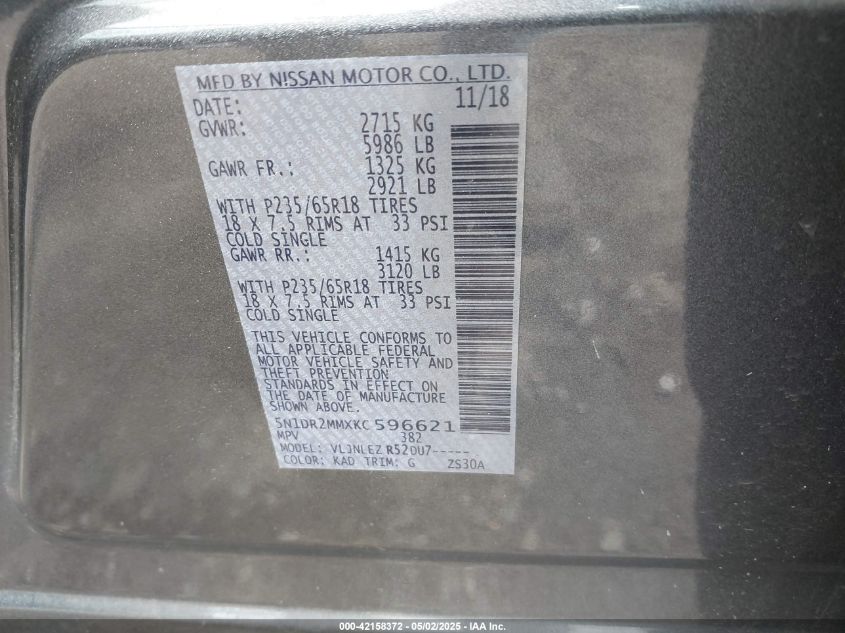 MFD BY NISSAN MOTOR CO., LTD.
DATE: 11/18
GVWR: 2715 KG
5986 LB
GAWR FR.: 1325 KG
2921 LB
WITH P235/65R18 TIRES
18 X 7.5 RIMS AT 33 PSI
COLD SINGLE
GAWR RR.: 1415 KG
3120 LB
WITH P235/65R18 TIRES
18 X 7.5 RIMS AT 33 PSI
COLD SINGLE
THIS VEHICLE CONFORMS TO
ALL APPLICABLE FEDERAL
MOTOR VEHICLE SAFETY AND
THEFT PREVENTION
STANDARDS IN EFFECT ON
THE DATE OF MANUFACTURE
SHOWN ABOVE.
5N1DR2MMXKC 596621
MPV 382
MODEL: VLJNLEZ R52OU7-----
COLOR: KAD TRIM: G ZS30A
000-42158372 - 05/02/2025 - IAA Inc.